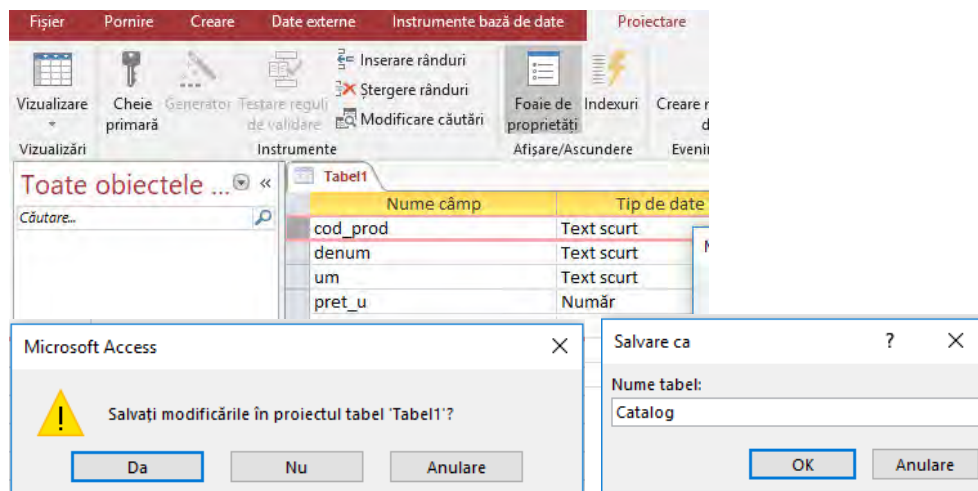 Fișier Pornire Creare Date externe Instrumente bază de date Proiectare
Vizualizare
Cheie primară
Generator
Testare reguli de validare
Inserare rânduri
Ștergere rânduri
Modificare căutări
Foaie de proprietăți
Indexuri
Creare
Vizualizări Instrumente Afișare/Ascundere
Toate obiectele ... «
Căutare...
Tabel1
Nume câmp Tip de date
cod_prod Text scurt
denum Text scurt
um Text scurt
pret_u Număr
Microsoft Access
Salvați modificările în proiectul tabel 'Tabel1'?
Da Nu Anulare
Salvare ca ?
Nume tabel:
Catalog
OK Anulare